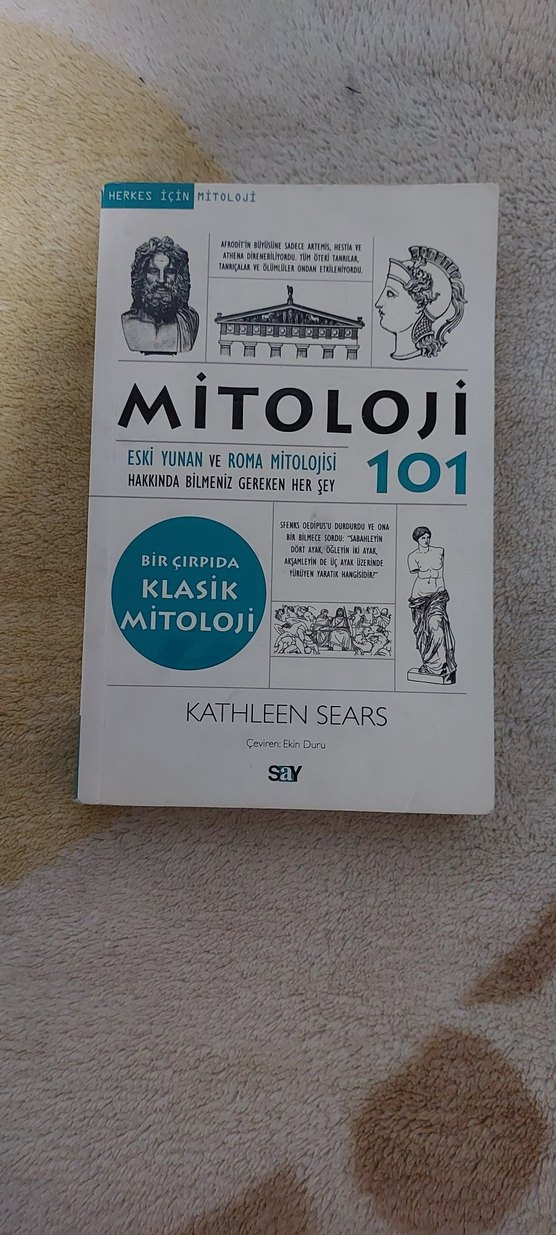 HERKES İÇİN MİTOLOJİ
AFRODİT'İN BÜYÜSÜNE SADECE ARTEMİS, HESTIA VE
ATHENA DİRENEBİLİYORDU. TÜM ÖTEKİ TANRILAR,
TANRIÇALAR VE ÖLÜMLÜLER ONDAN ETKİLENİYORDU.
MİTOLOJİ
ESKİ YUNAN VE ROMA MİTOLOJİSİ
HAKKINDA BİLMENİZ GEREKEN HER ŞEY
101
BİR ÇIRPIDA
KLASİK
MİTOLOJİ
SFENKS OEDIPUS'U DURDURDU VE ONA
BİR BİLMECE SORDU: "SABAHLEYİN
DÖRT AYAK, ÖĞLEYİN İKİ AYAK,
AKŞAMLEYİN DE ÜÇ AYAK ÜZERİNDE
YÜRÜYEN YARATIK HANGİSİDİR?"
KATHLEEN SEARS
Çeviren: Ekin Duru
SAY